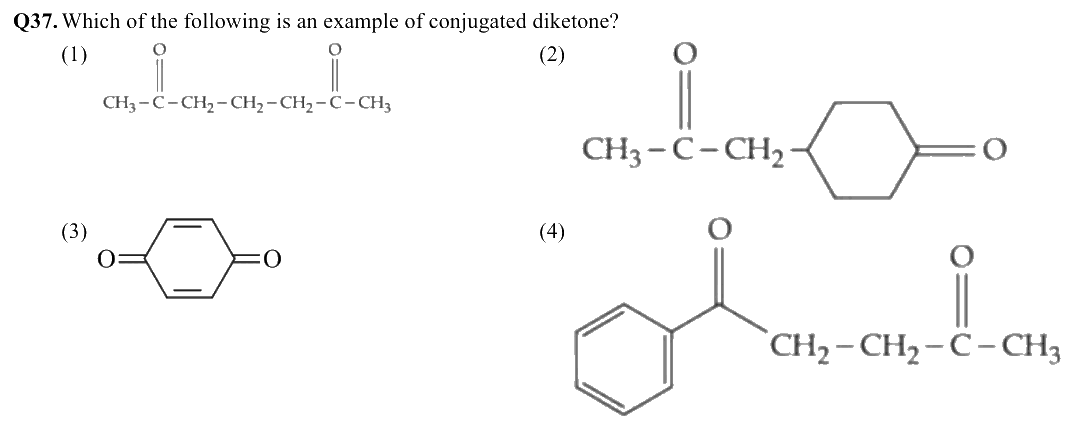 Q37. Which of the following is an example of conjugated diketone?
(1)
O O
CH₃-C-CH₂-CH₂-CH₂-C-CH₃
(2)
O
CH₃-C-CH₂ O
(3)
O O
(4)
O
O
CH₂-CH₂-C-CH₃